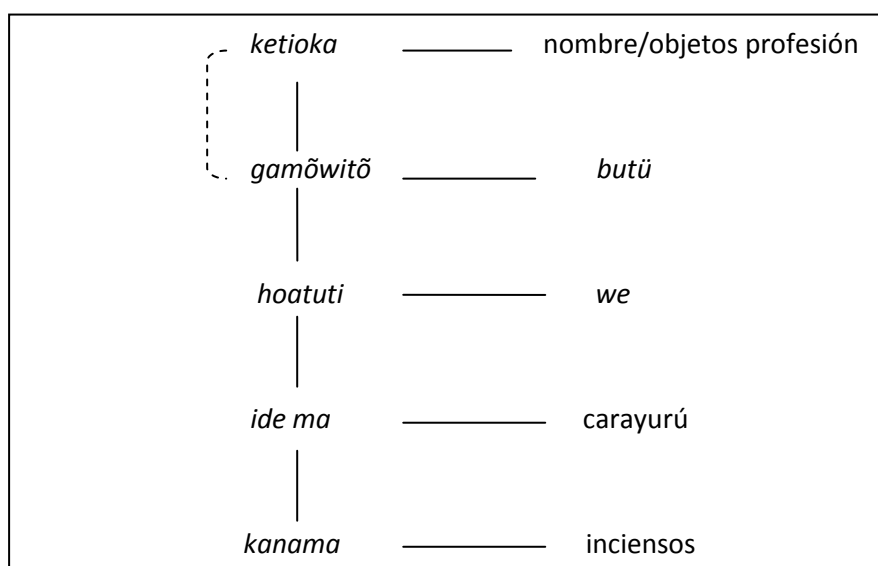 ketioka nombre/objetos profesión
gamõwitõ butü
hoatuti we
ide ma carayurú
kanama inciensos